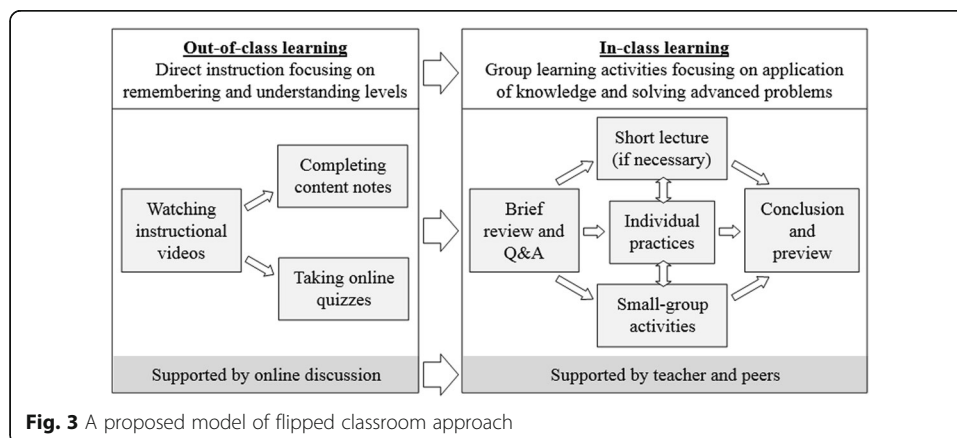 Out-of-class learning
Direct instruction focusing on
remembering and understanding levels
In-class learning
Group learning activities focusing on application
of knowledge and solving advanced problems
Watching
instructional
videos
Completing
content notes
Taking online
quizzes
Brief
review and
Q&A
Short lecture
(if necessary)
Individual
practices
Small-group
activities
Conclusion
and
preview
Supported by online discussion
Supported by teacher and peers
Fig. 3 A proposed model of flipped classroom approach